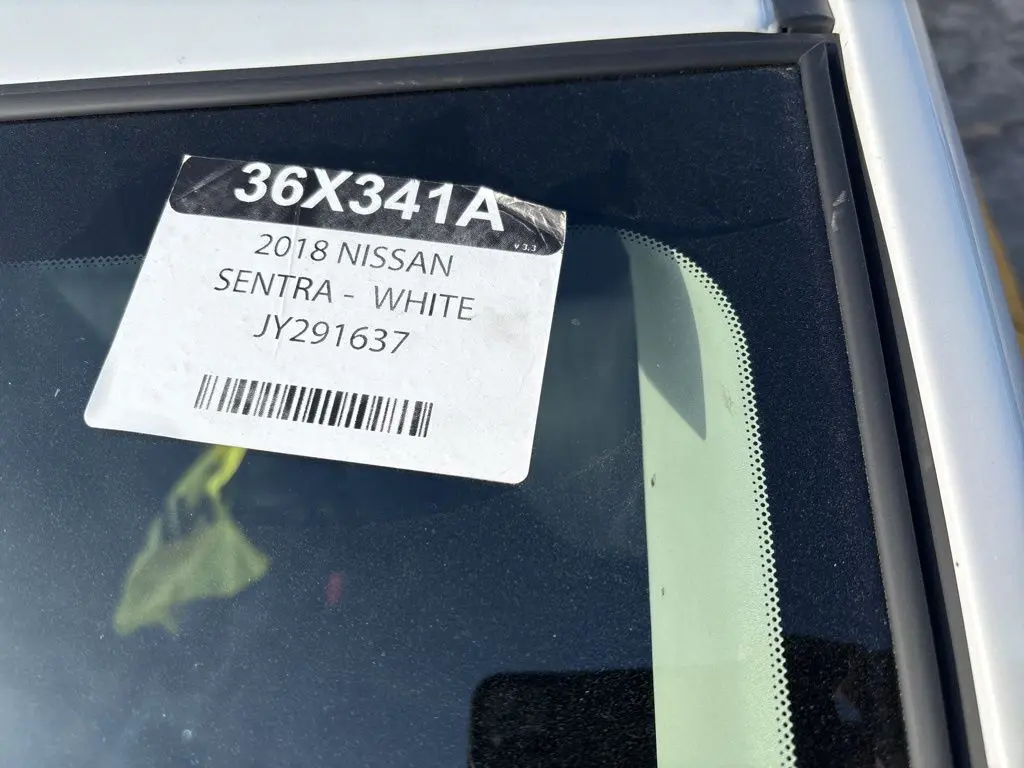 36X341A
v 3.3
2018 NISSAN
SENTRA - WHITE
JY291637